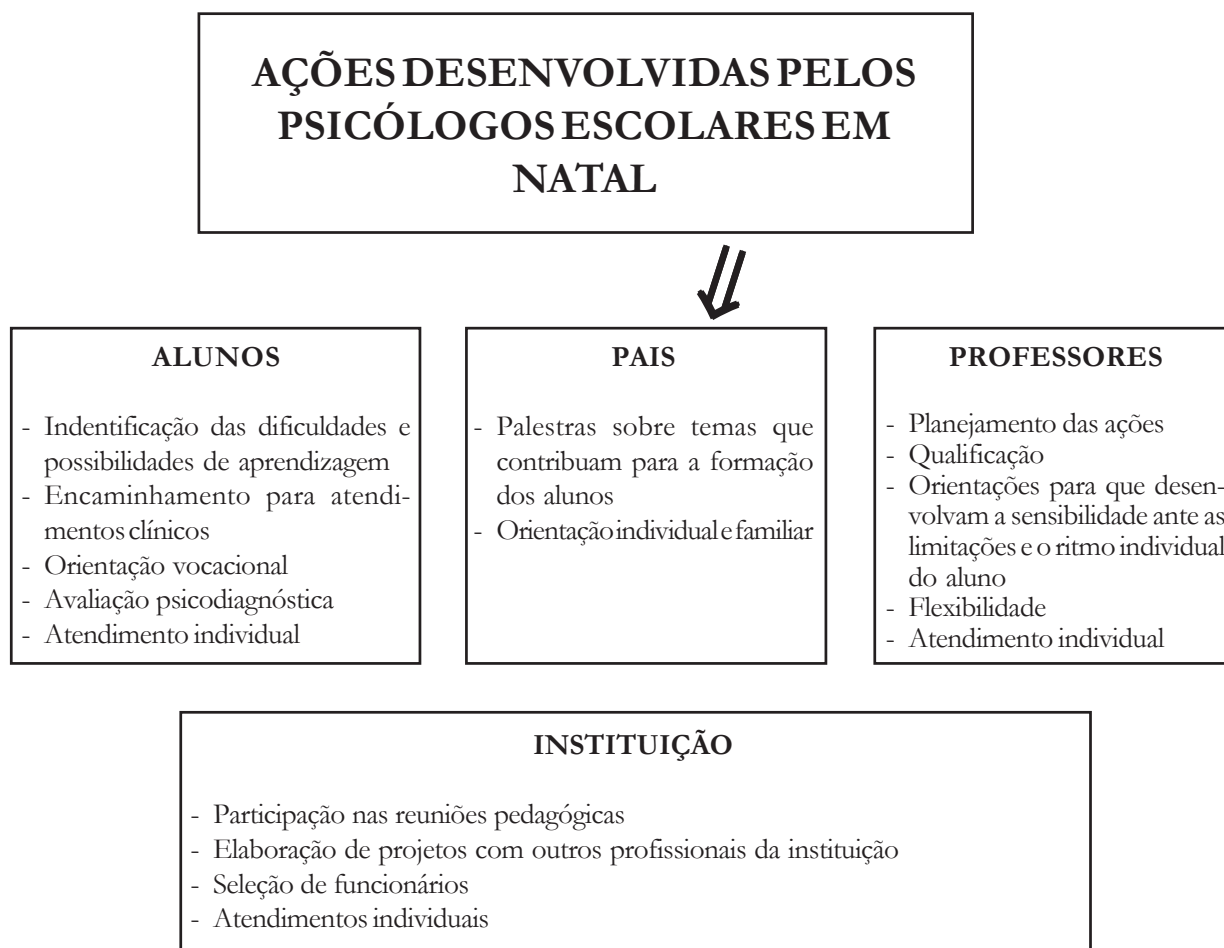 AÇÕES DESENVOLVIDAS PELOS
PSICÓLOGOS ESCOLARES EM
NATAL
ALUNOS
- Indentificação das dificuldades e
possibilidades de aprendizagem
- Encaminhamento para atendi-
mentos clínicos
- Orientação vocacional
- Avaliação psicodiagnóstica
- Atendimento individual
PAIS
- Palestras sobre temas que
contribuam para a formação
dos alunos
- Orientação individual e familiar
PROFESSORES
- Planejamento das ações
- Qualificação
- Orientações para que desen-
volvam a sensibilidade ante as
limitações e o ritmo individual
do aluno
- Flexibilidade
- Atendimento individual
INSTITUIÇÃO
- Participação nas reuniões pedagógicas
- Elaboração de projetos com outros profissionais da instituição
- Seleção de funcionários
- Atendimentos individuais